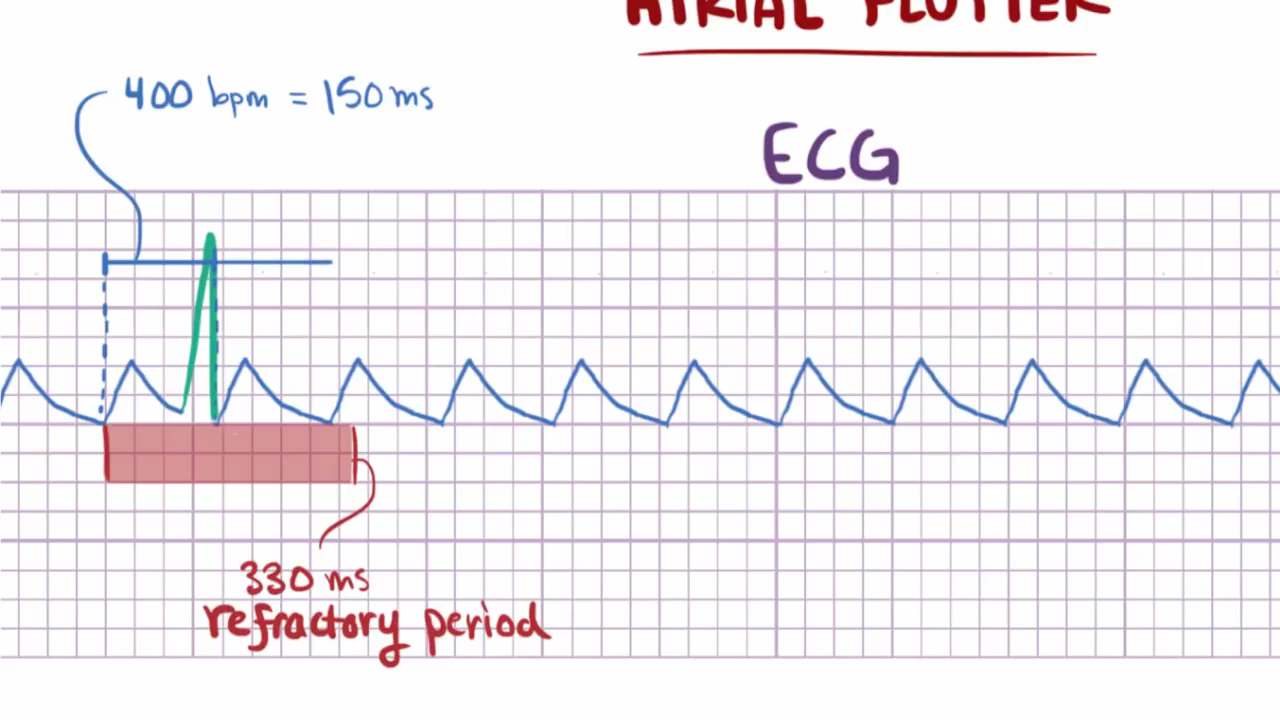 ATRIAL FLUTTER
400 bpm = 150 ms
ECG
330 ms
refractory period